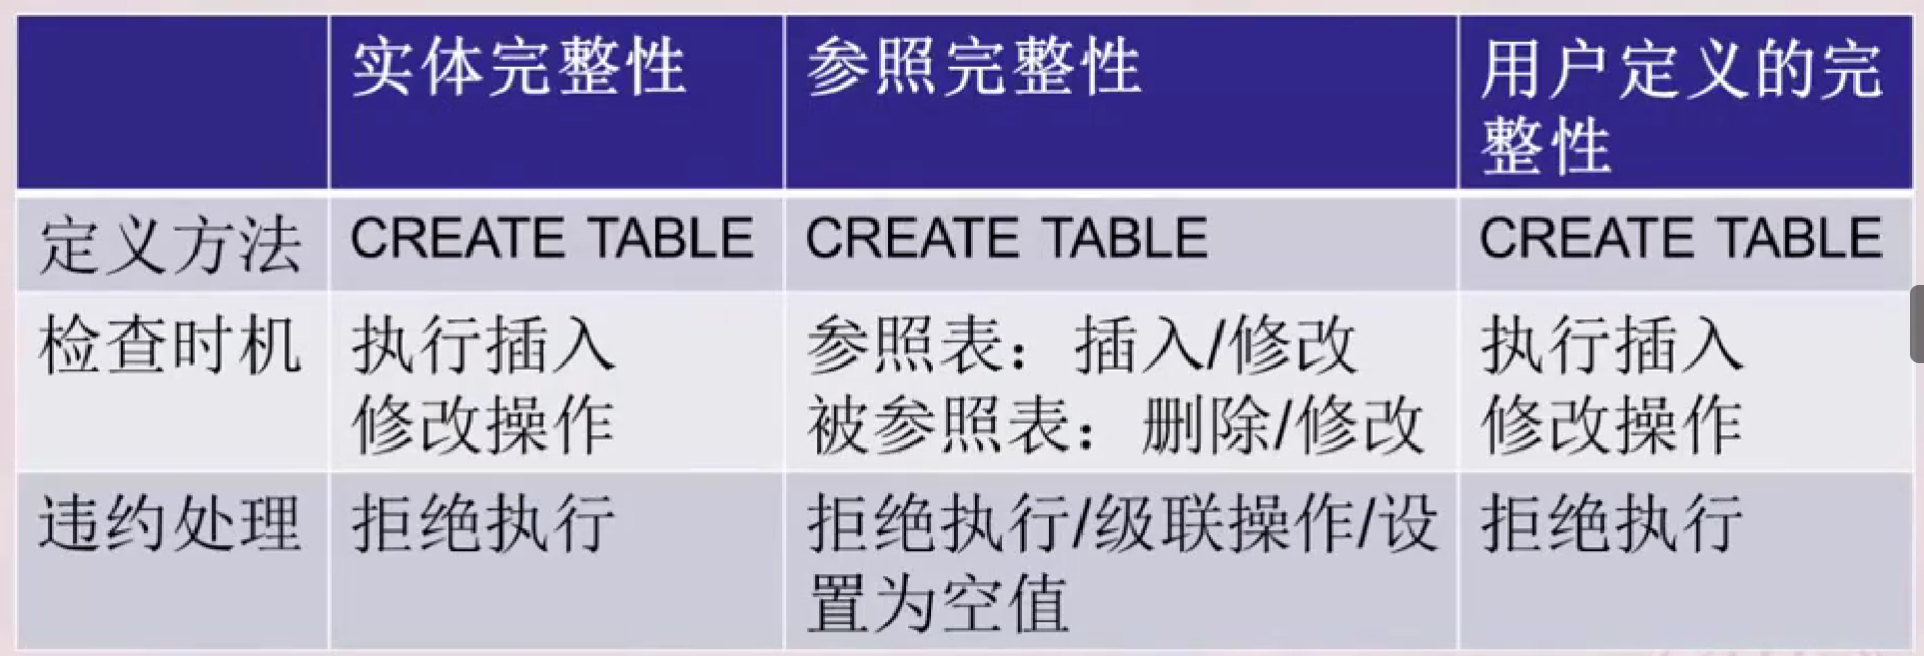 实体完整性
参照完整性
用户定义的完
整性
定义方法
CREATE TABLE
CREATE TABLE
CREATE TABLE
检查时机
执行插入
修改操作
参照表：插入/修改
被参照表：删除/修改
执行插入
修改操作
违约处理
拒绝执行
拒绝执行/级联操作/设
置为空值
拒绝执行